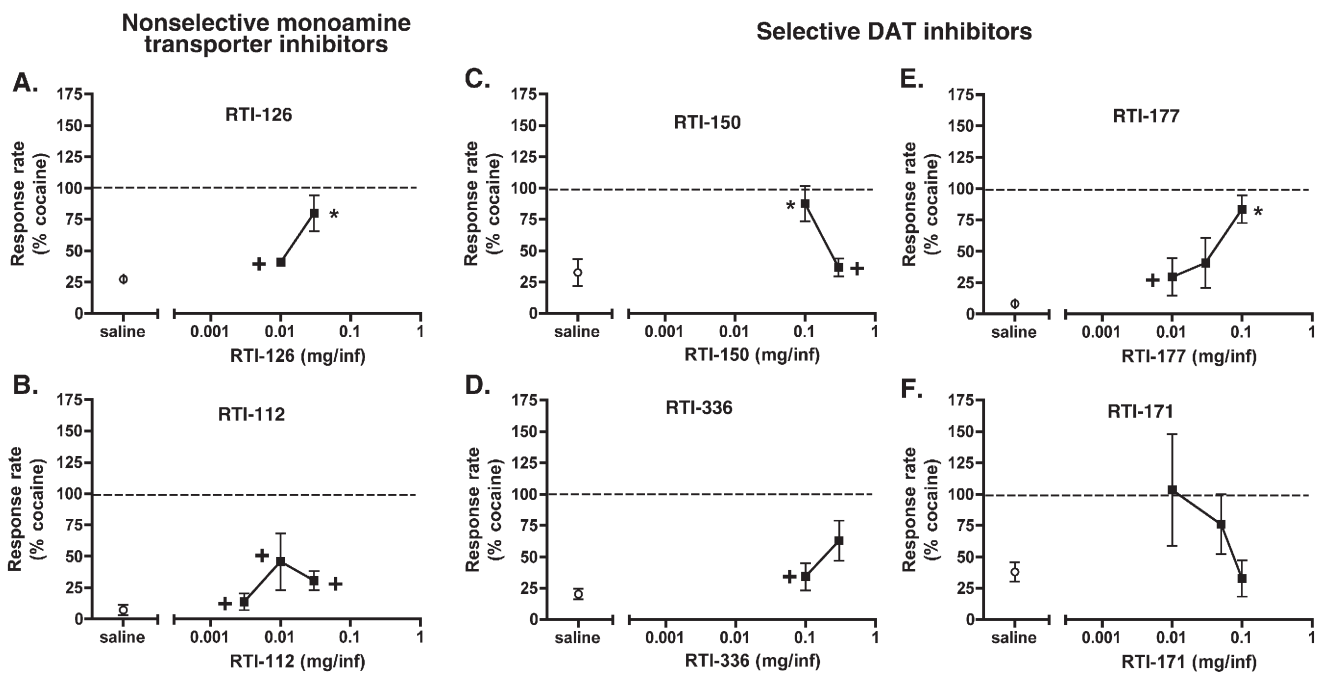 Nonselective monoamine
transporter inhibitors
Selective DAT inhibitors
A.
RTI-126
Response rate
(% cocaine)
175
150
125
100
75
50
25
0
*
+
saline
0.001
0.01
0.1
1
RTI-126 (mg/inf)
C.
RTI-150
Response rate
(% cocaine)
175
150
125
100
75
50
25
0
*
+
saline
0.001
0.01
0.1
1
RTI-150 (mg/inf)
E.
RTI-177
Response rate
(% cocaine)
175
150
125
100
75
50
25
0
*
+
saline
0.001
0.01
0.1
1
RTI-177 (mg/inf)
B.
RTI-112
Response rate
(% cocaine)
175
150
125
100
75
50
25
0
+
+
+
saline
0.001
0.01
0.1
1
RTI-112 (mg/inf)
D.
RTI-336
Response rate
(% cocaine)
175
150
125
100
75
50
25
0
+
saline
0.001
0.01
0.1
1
RTI-336 (mg/inf)
F.
RTI-171
Response rate
(% cocaine)
175
150
125
100
75
50
25
0
saline
0.001
0.01
0.1
1
RTI-171 (mg/inf)